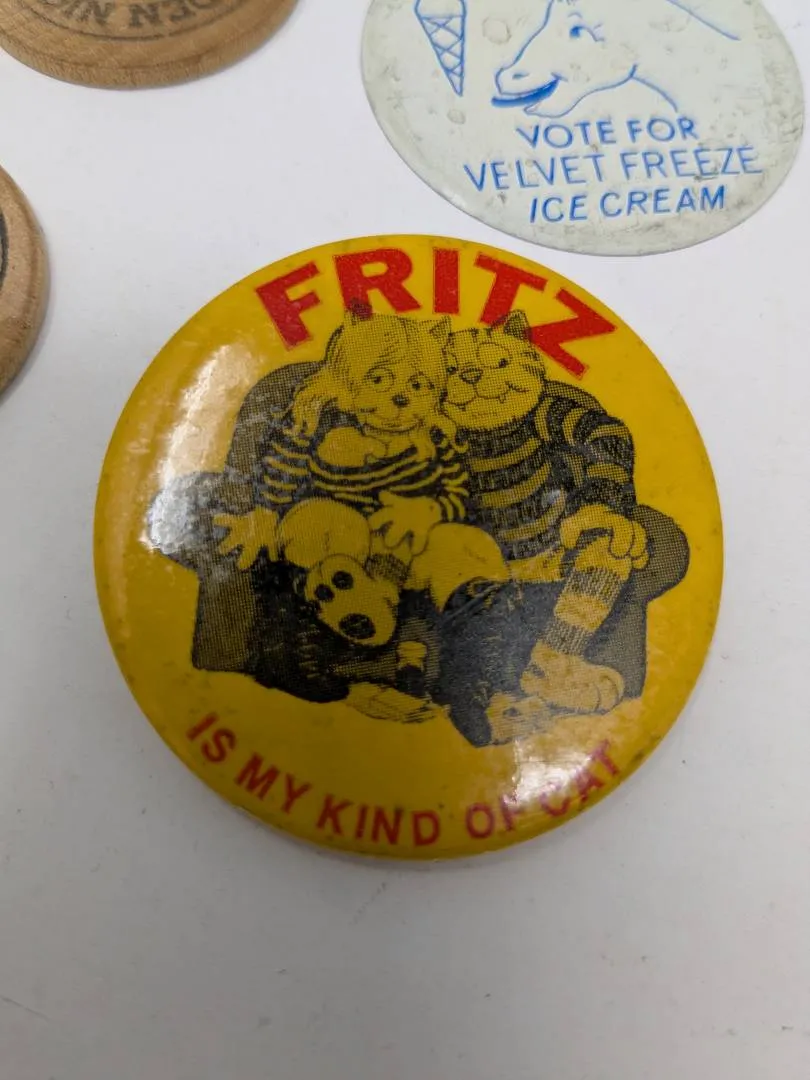 VOTE FOR
VELVET FREEZE
ICE CREAM
FRITZ
IS MY KIND OF CAT